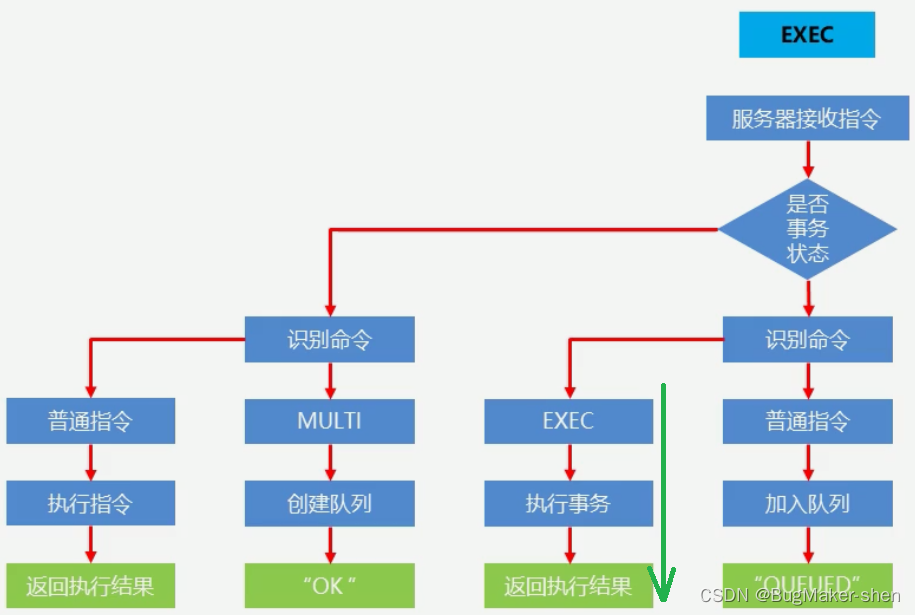 EXEC
服务器接收指令
是否
事务
状态
识别命令
识别命令
普通指令
MULTI
EXEC
普通指令
执行指令
创建队列
执行事务
加入队列
返回执行结果
“OK“
返回执行结果
“QUEUED”
CSDN @BugMaker-shen